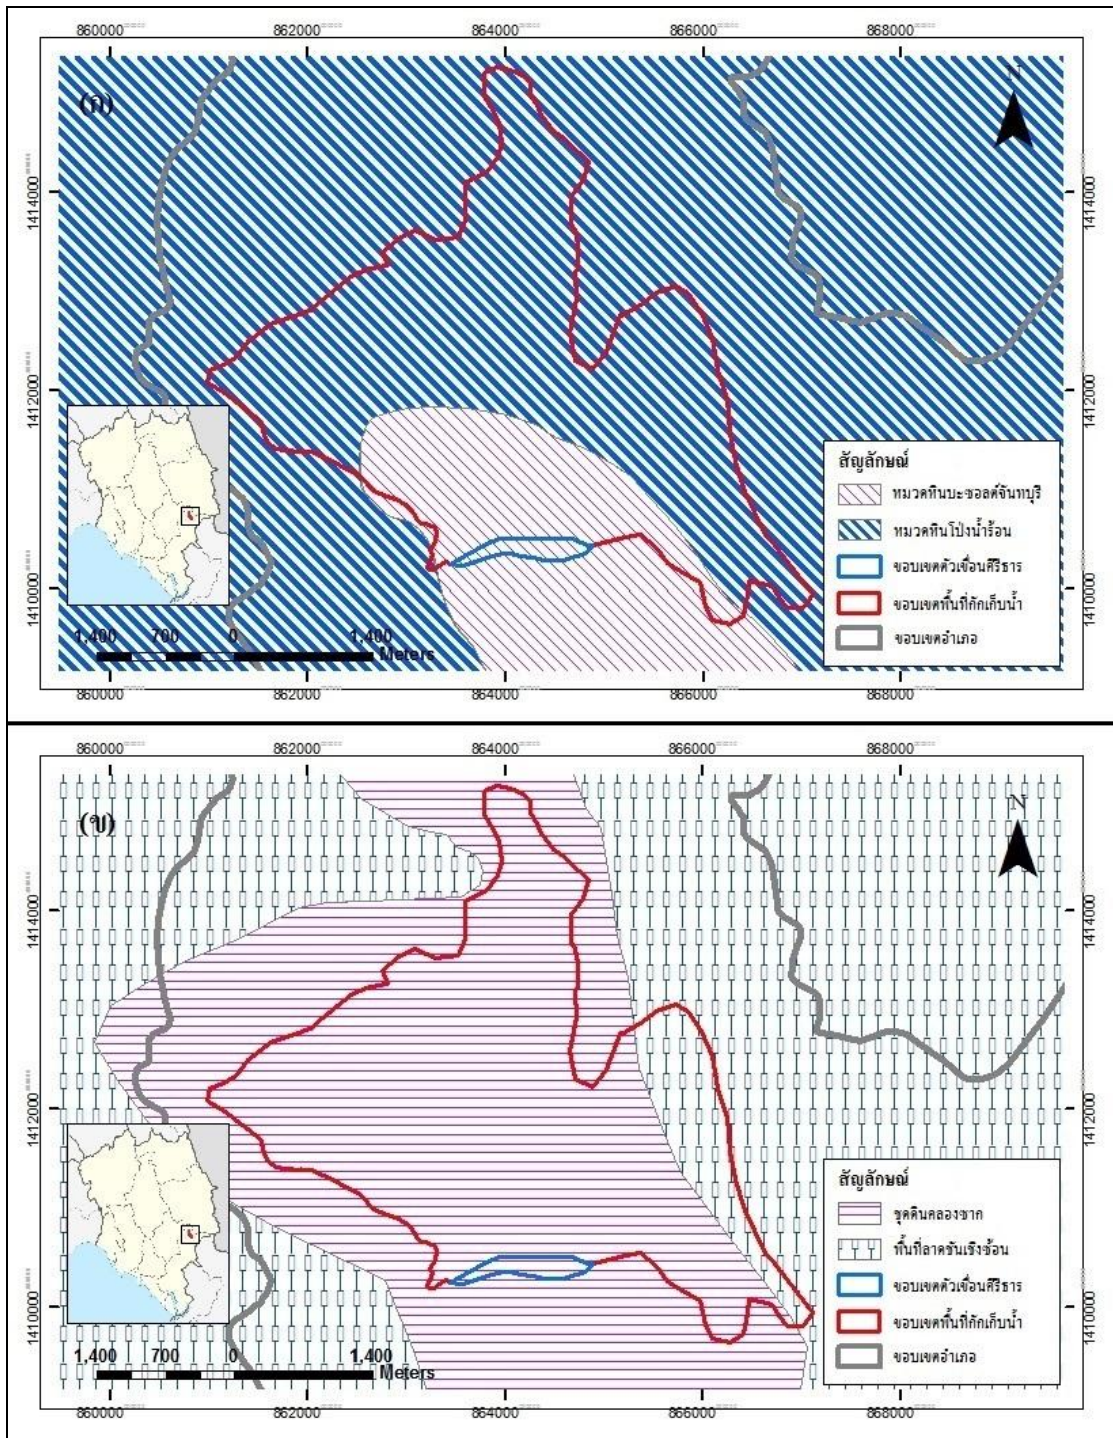 860000 862000 864000 866000 868000
(ก)
N
1414000 1414000
1412000 1412000
1410000 1410000
สัญลักษณ์
หมวดหินบะซอลต์จันทบุรี
หมวดหินโป่งน้ำร้อน
ขอบเขตตัวเขื่อนคีรีธาร
ขอบเขตพื้นที่กักเก็บน้ำ
ขอบเขตอำเภอ
1,400 700 0 1,400
Meters
860000 862000 864000 866000 868000
860000 862000 864000 866000 868000
(ข)
N
1414000 1414000
1412000 1412000
1410000 1410000
สัญลักษณ์
ชุดดินคลองซาก
พื้นที่ลาดชันเชิงซ้อน
ขอบเขตตัวเขื่อนคีรีธาร
ขอบเขตพื้นที่กักเก็บน้ำ
ขอบเขตอำเภอ
1,400 700 0 1,400
Meters
860000 862000 864000 866000 868000